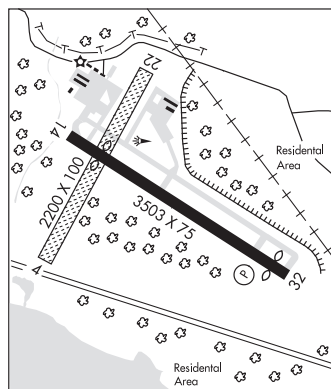 22
14
2200 X 100
3503 X 75
Residental
Area
4
P
32
Residental
Area